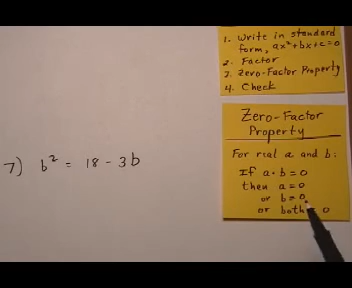 1. Write in standard
form, ax²+bx+c=0
2. Factor
3. Zero-Factor Property
4. Check
Zero-Factor
Property
For real a and b:
If a·b=0
then a=0
or b=0
or both = 0
7) b² = 18 - 3b